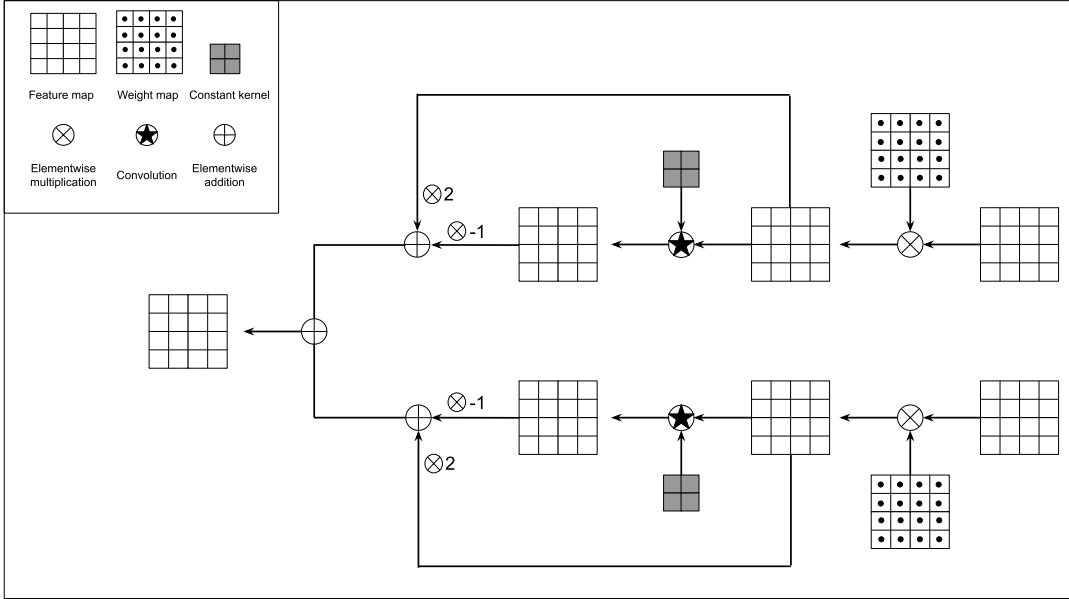 Feature map
Weight map
Constant kernel
Elementwise
multiplication
Convolution
Elementwise
addition
2
-1
-1
2